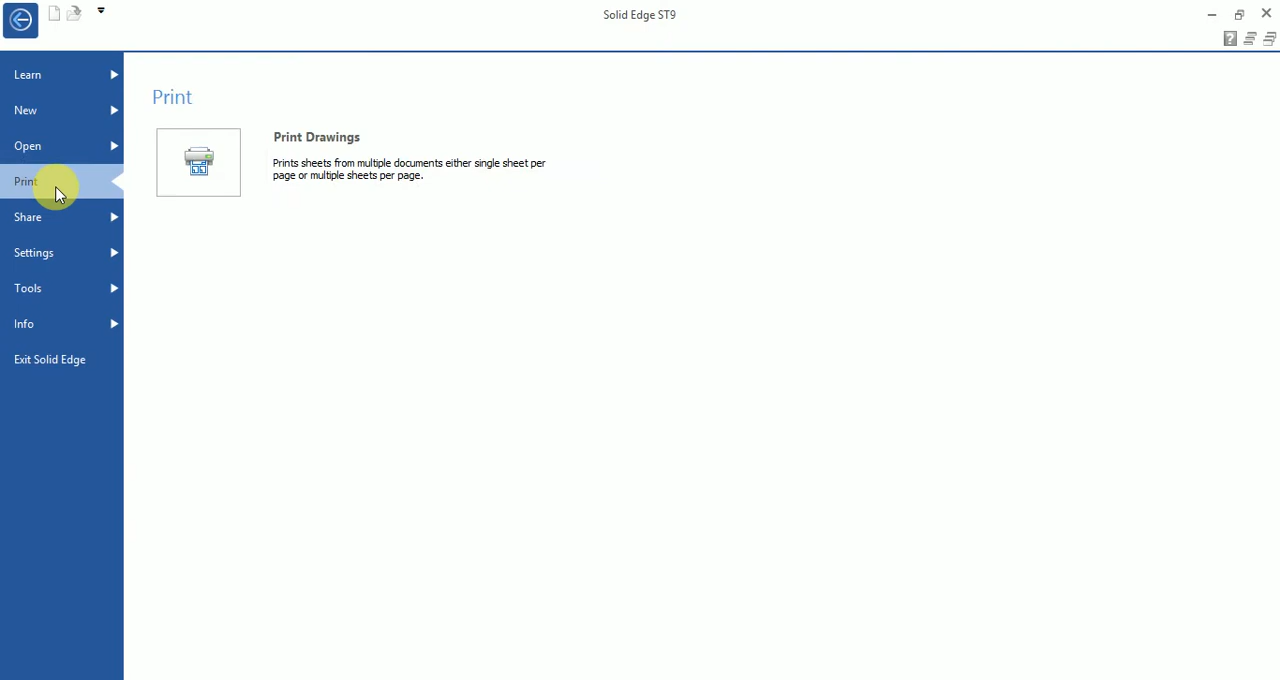 Solid Edge ST9
Learn
New
Open
Print
Share
Settings
Tools
Info
Exit Solid Edge
Print
Print Drawings
Prints sheets from multiple documents either single sheet per
page or multiple sheets per page.